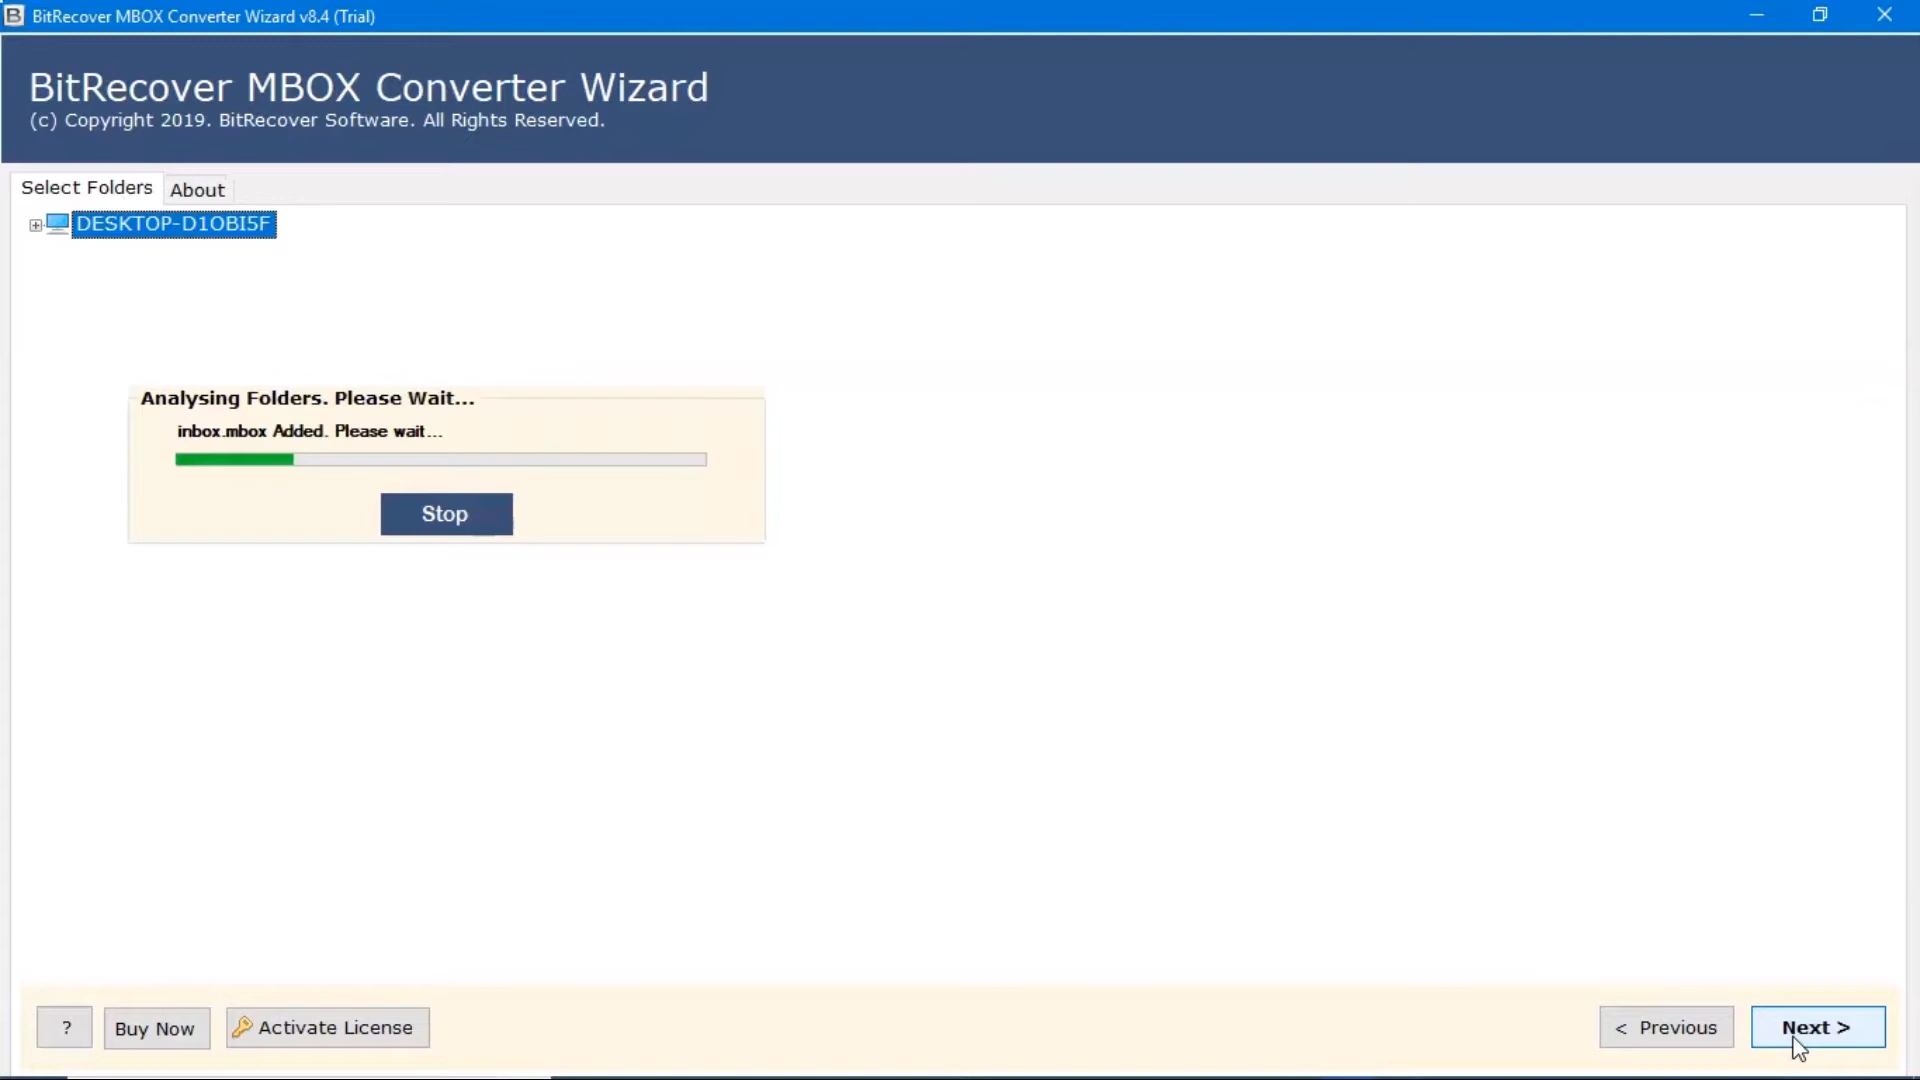 BitRecover MBOX Converter Wizard v8.4 (Trial)
BitRecover MBOX Converter Wizard
(c) Copyright 2019. BitRecover Software. All Rights Reserved.
Select Folders
About
DESKTOP-D1OBI5F
Analysing Folders. Please Wait...
inbox.mbox Added. Please wait...
Stop
?
Buy Now
Activate License
< Previous
Next >